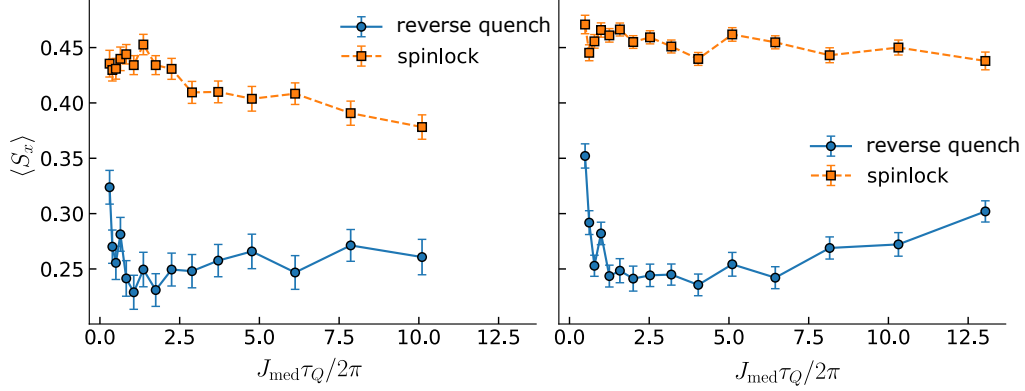 reverse quench
spinlock
⟨S_x⟩
0.45
0.40
0.35
0.30
0.25
0.0 2.5 5.0 7.5 10.0 12.5
J_med τ_Q/2π
reverse quench
spinlock
0.0 2.5 5.0 7.5 10.0 12.5
J_med τ_Q/2π